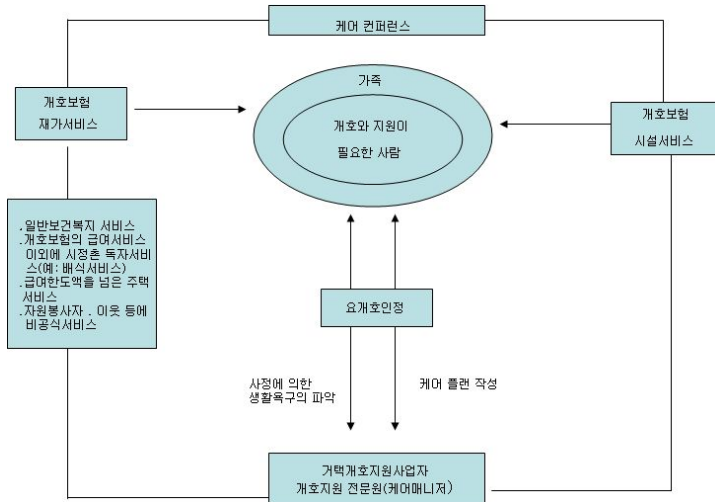 케어 컨퍼런스
가족
개호와 지원이
필요한 사람
개호보험
재가서비스
개호보험
시설서비스
.일반보건복지 서비스
.개호보험의 급여서비스
이외에 시정촌 독자서비
스(예: 배식서비스)
.급여한도액을 넘은 주택
서비스
.자원봉사자 . 이웃 등에
비공식서비스
요개호인정
사정에 의한
생활욕구의 파악
케어 플랜 작성
거택개호지원사업자
개호지원 전문원(케어매니저)